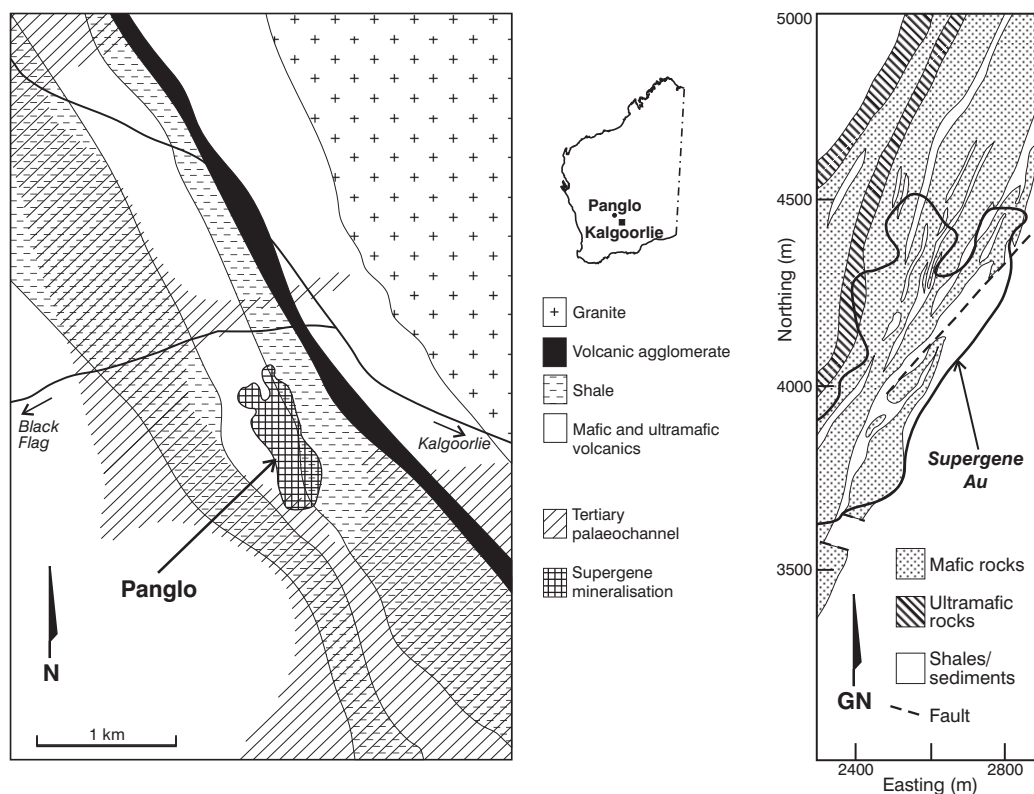 Black
Flag
Kalgoorlie
Panglo
N
1 km
Panglo
Kalgoorlie
Granite
Volcanic agglomerate
Shale
Mafic and ultramafic
volcanics
Tertiary
palaeochannel
Supergene
mineralisation
5000
4500
4000
3500
Northing (m)
Supergene
Au
Mafic rocks
Ultramafic
rocks
Shales/
sediments
GN
Fault
2400
2800
Easting (m)